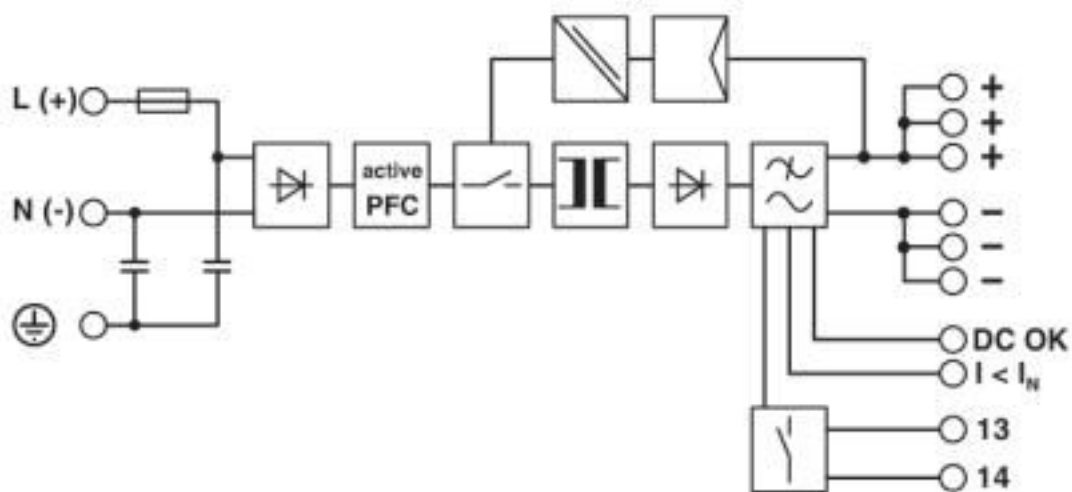 L (+)
+
+
+
active
PFC
N (-)
−
−
−
DC OK
I < I_N
13
14